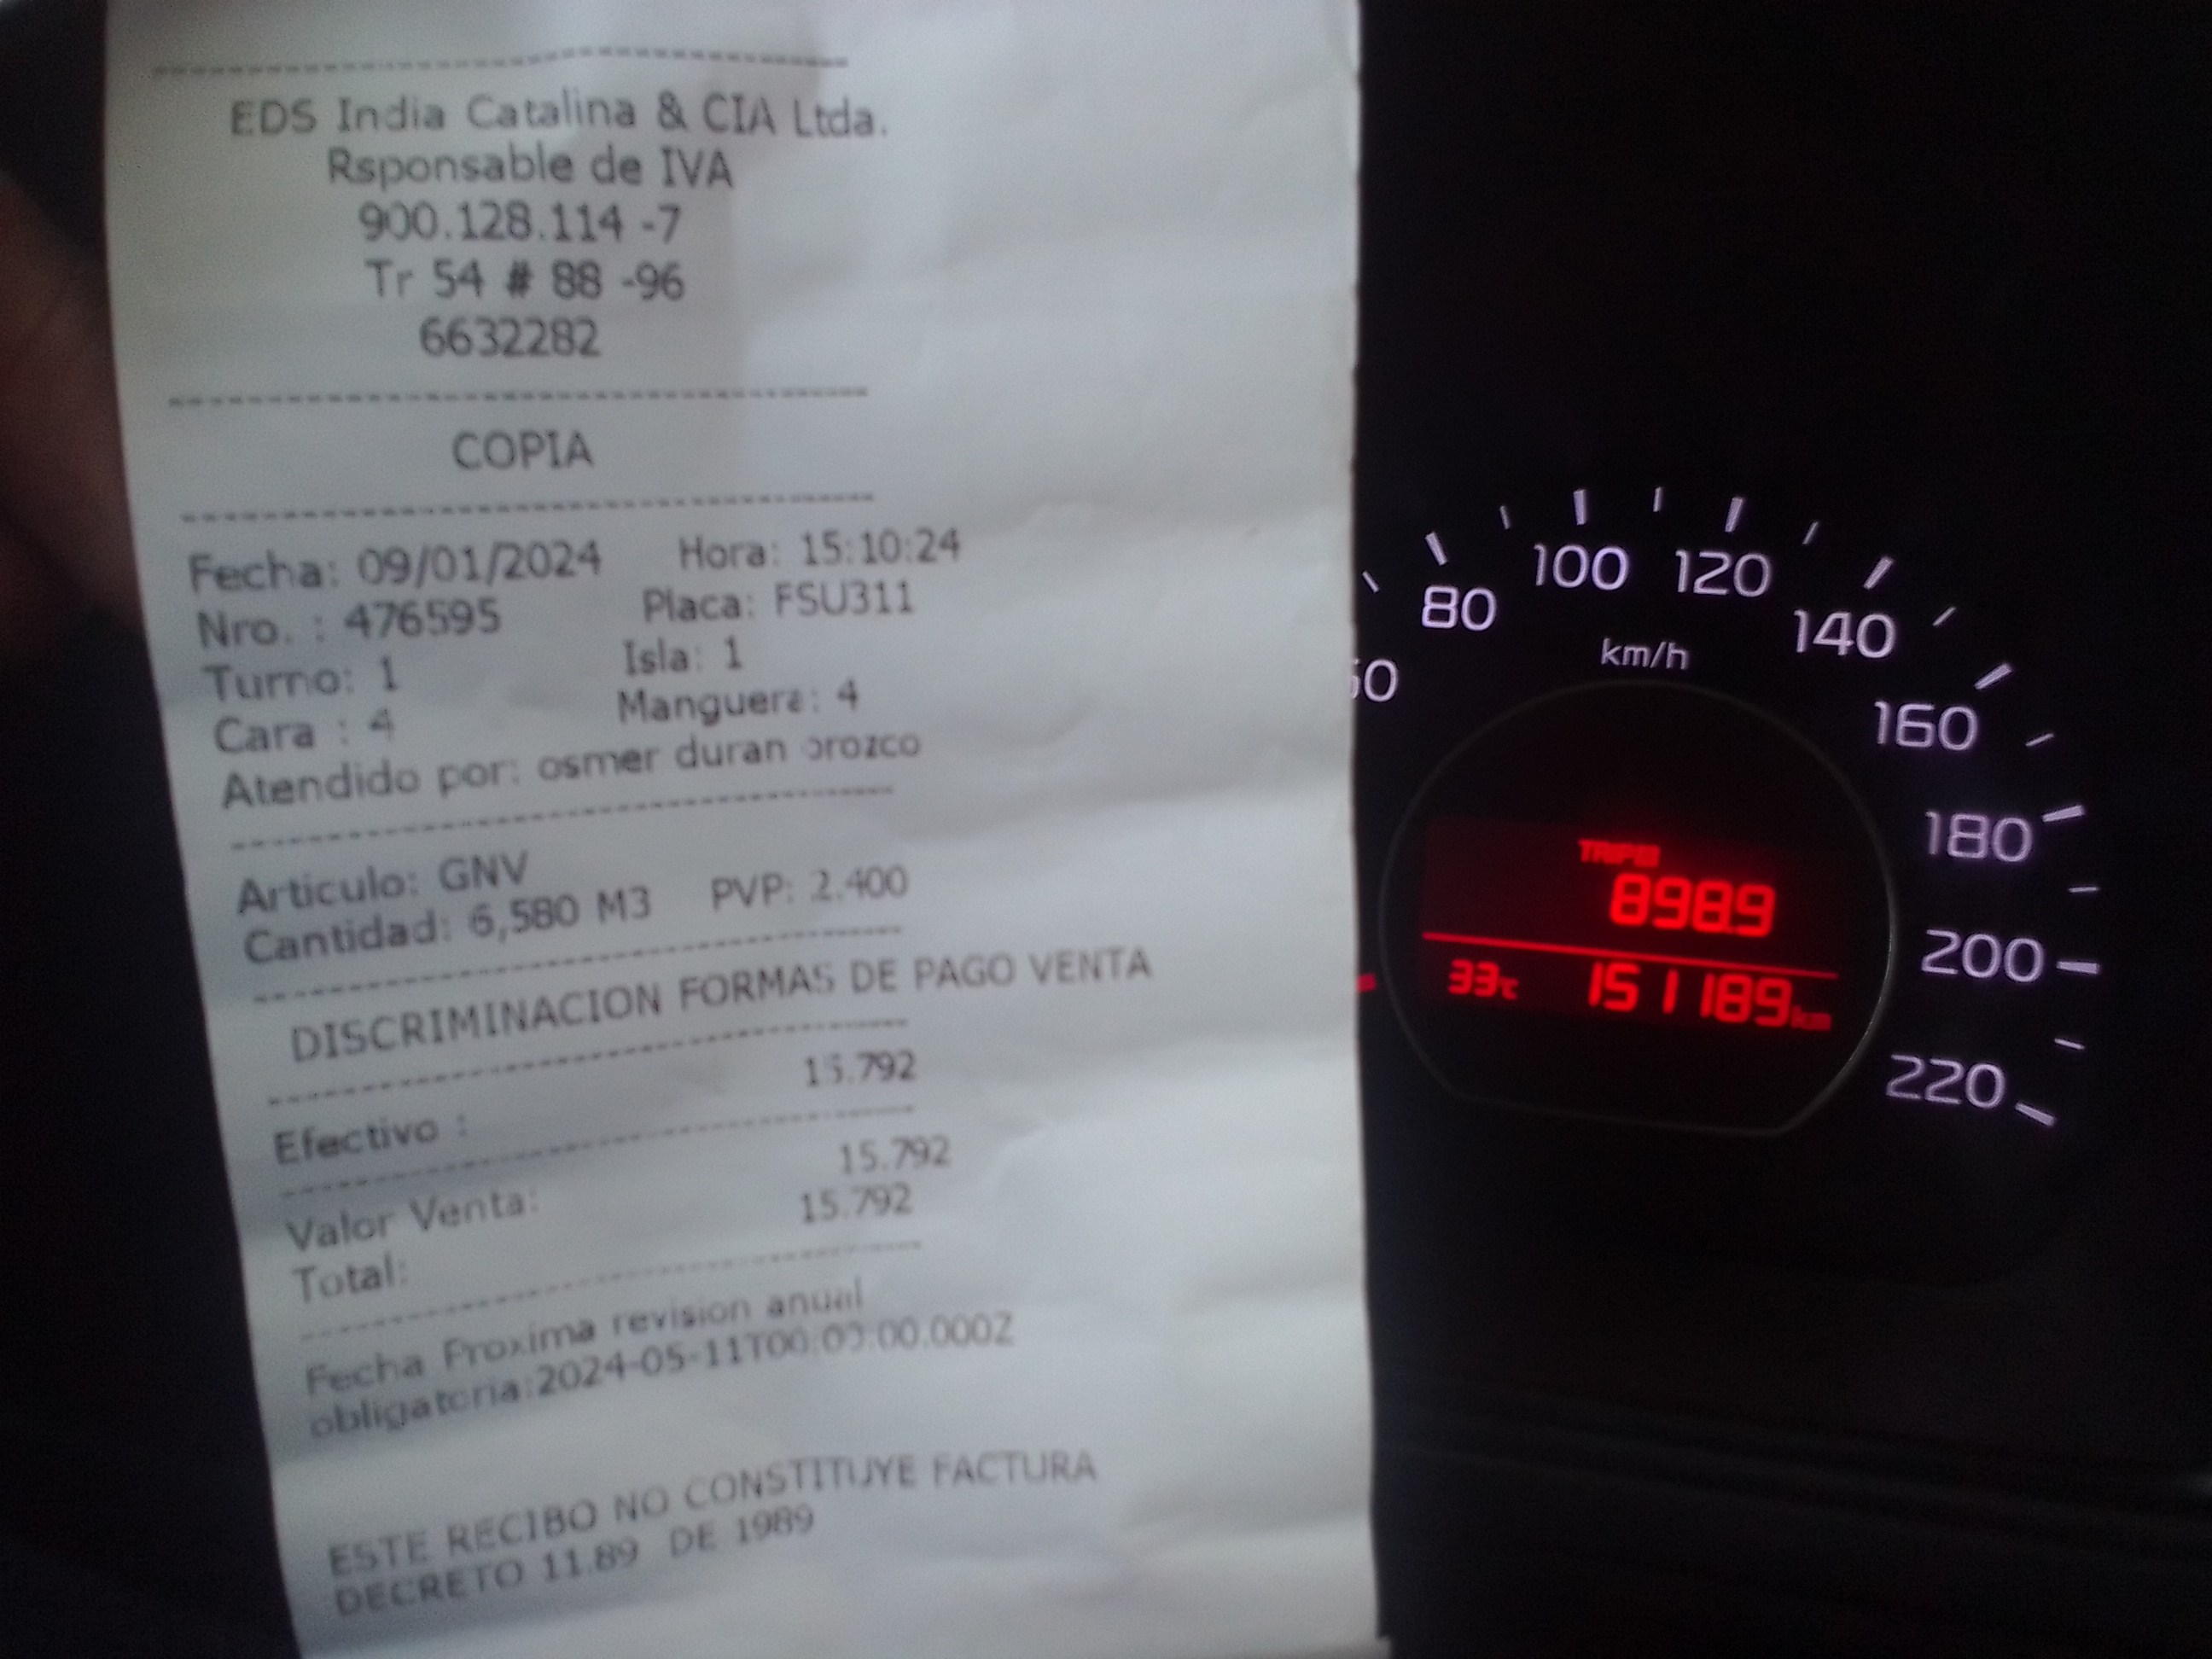 EDS India Catalina & CIA Ltda.
Rsponsable de IVA
900.128.114 -7
Tr 54 # 88 -96
6632282
COPIA
Fecha: 09/01/2024 Hora: 15:10:24
Nro. : 476595 Placa: FSU311
Turno: 1 Isla: 1
Cara : 4 Manguera: 4
Atendido por: osmer duran orozco
Articulo: GNV
Cantidad: 6,580 M3 PVP: 2.400
DISCRIMINACION FORMAS DE PAGO VENTA
Efectivo : 15.792
Valor Venta: 15.792
Total: 15.792
Fecha Proxima revision anual
obligatoria:2024-05-11T00:00:00.000Z
ESTE RECIBO NO CONSTITUYE FACTURA
DECRETO 11.89 DE 1989
80
100
120
140
160
180
200
220
km/h
TRIP
898.9
33°C 151189km